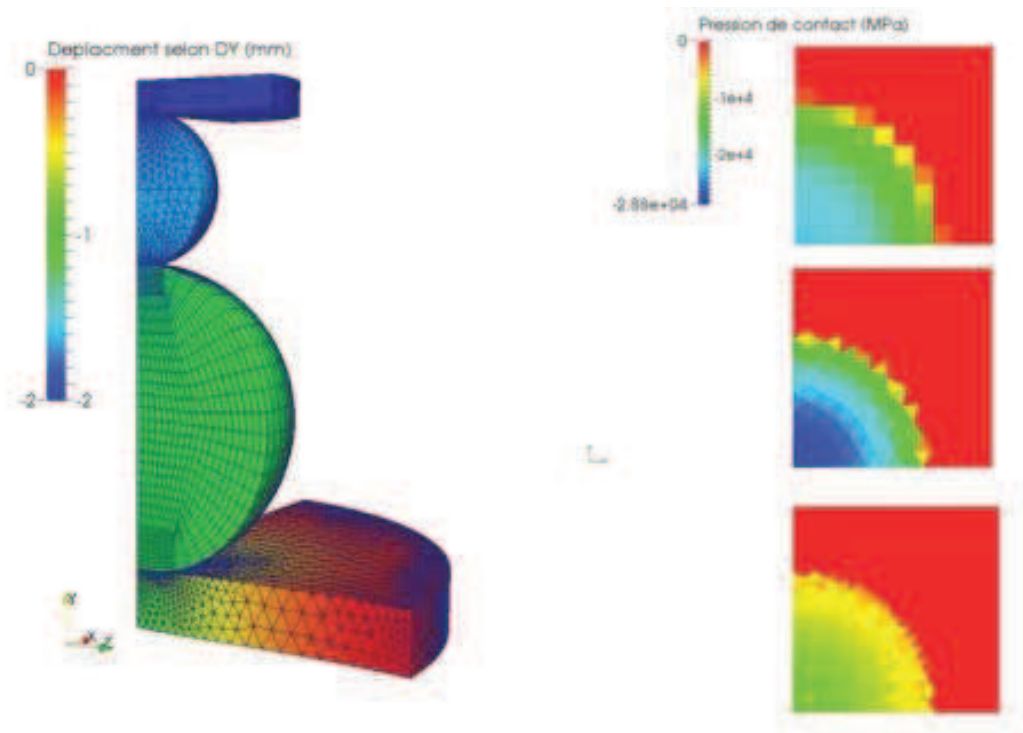 Deplacment selon DY (mm)
0
-1
-2
-2
Pression de contact (MPa)
0
-1e+4
-2e+4
-2.88e+04
Y
X
Z